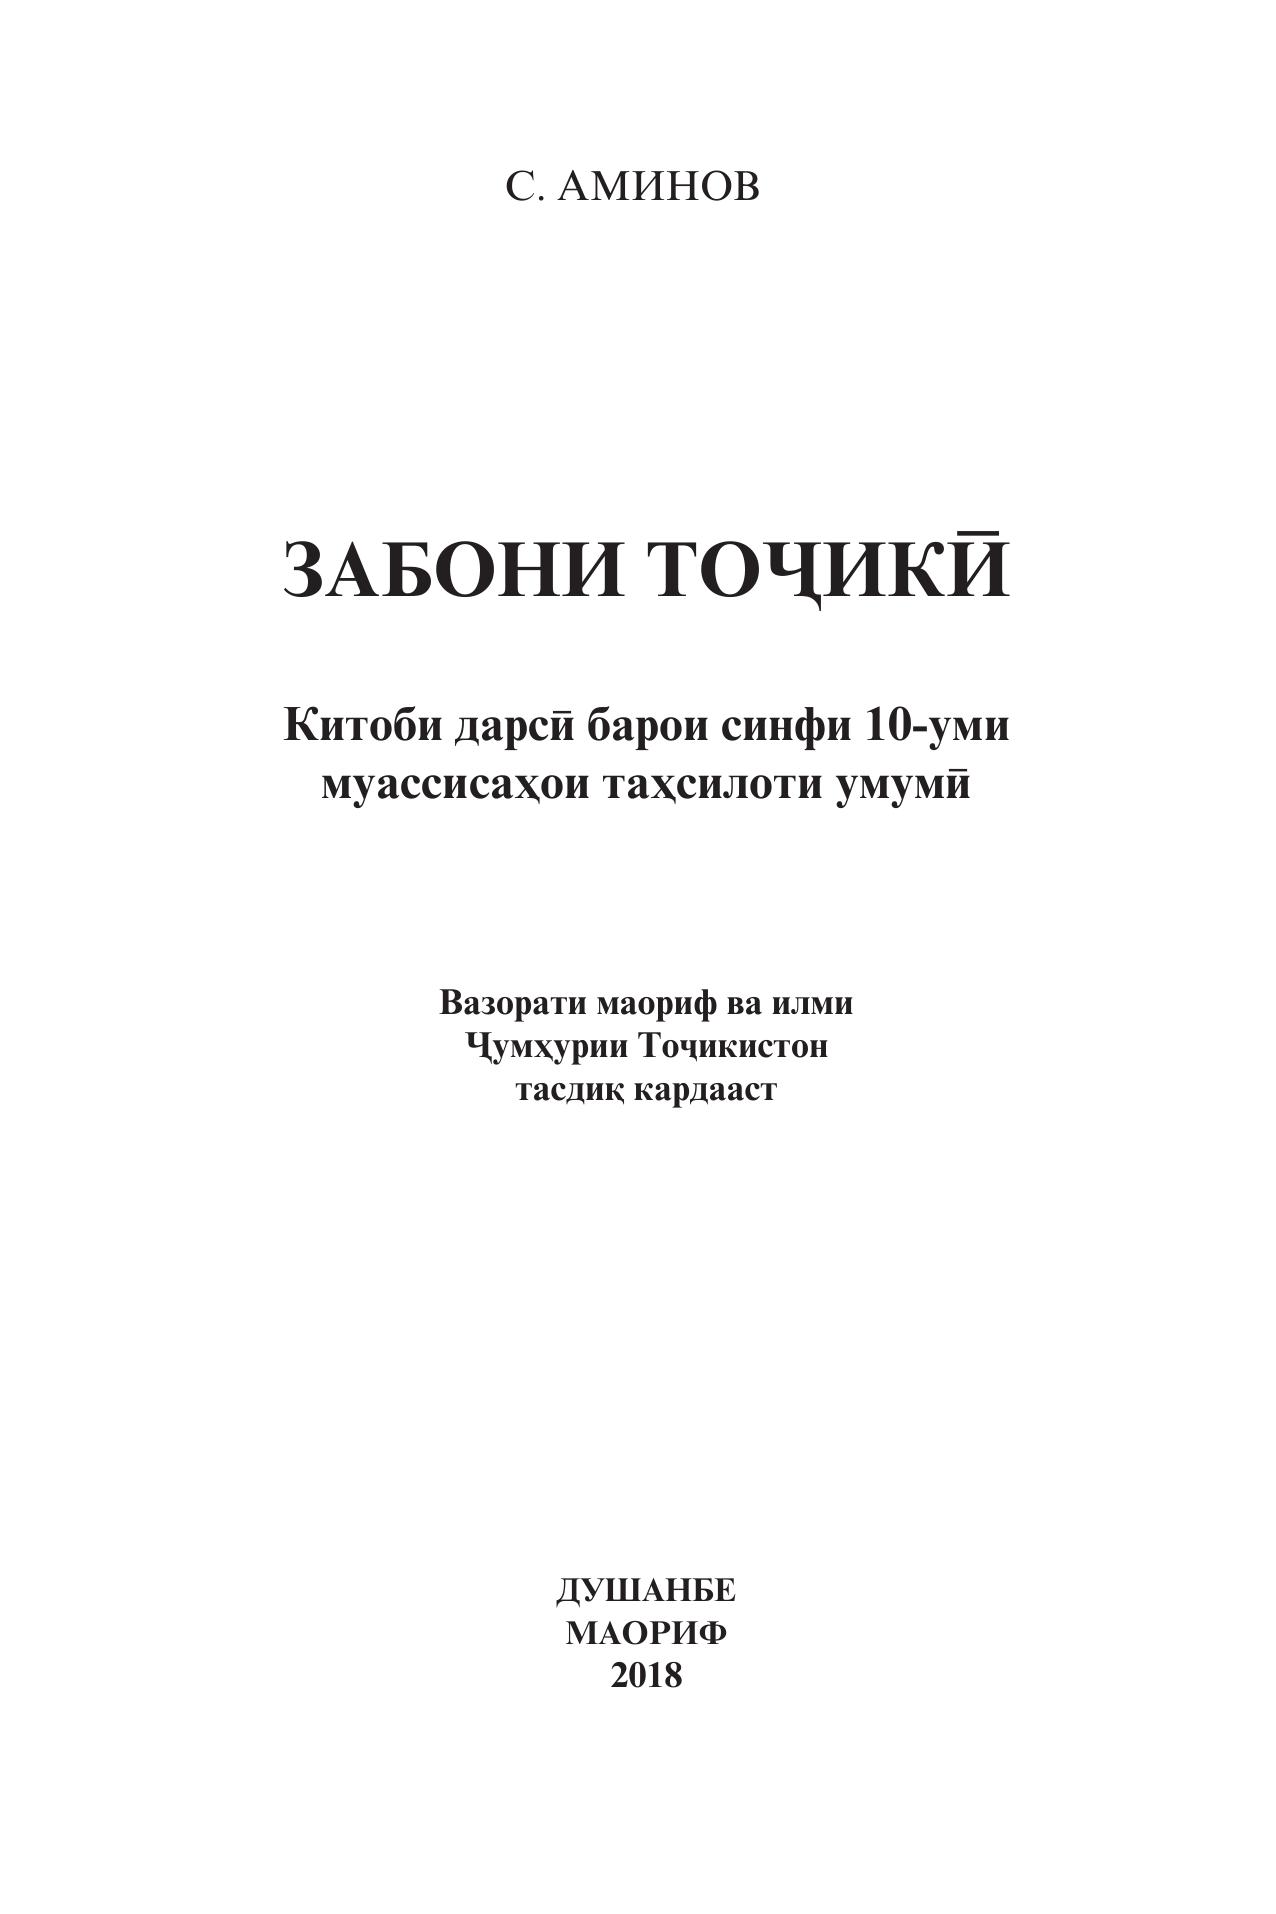 С. АМИНОВ
ЗАБОНИ ТОҶИКӢ
Китоби дарсӣ барои синфи 10-уми
муассисаҳои таҳсилоти умумӣ
Вазорати маориф ва илми
Ҷумҳурии Тоҷикистон
тасдиқ кардааст
ДУШАНБЕ
МАОРИФ
2018